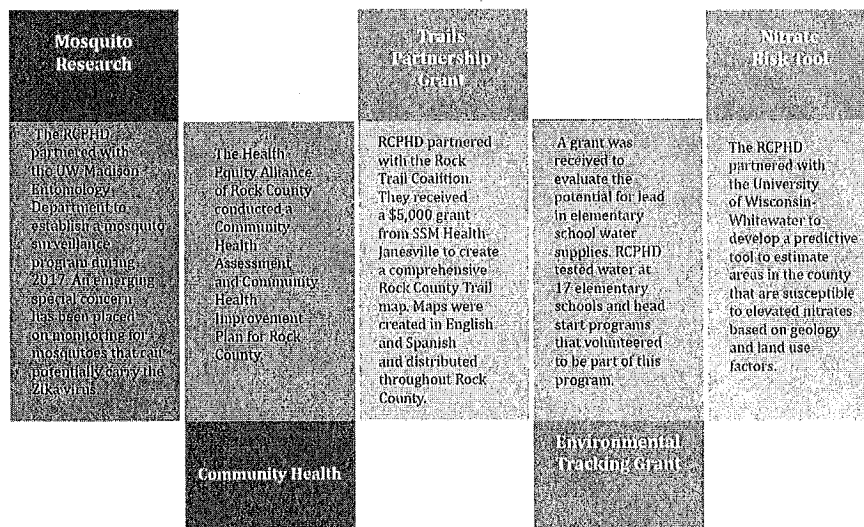 Mosquito
Research
The RCPHD
partnered with
the UW Madison
Entomology
Department to
establish a mosquito
surveillance
program during
2017. An emerging
special concern
has been placed
on monitoring for
mosquitoes that can
potentially carry the
Zika virus
The Health
Equity Alliance
of Rock County
conducted a
Community
Health
Assessment
and Community
Health
Improvement
Plan for Rock
County.
Community Health
Trails
Partnership
Grant
RCPHD partnered
with the Rock
Trail Coalition.
They received
a $5,000 grant
from SSM Health-
Janesville to create
a comprehensive
Rock County Trail
map. Maps were
created in English
and Spanish
and distributed
throughout Rock
County.
A grant was
received to
evaluate the
potential for lead
in elementary
school water
supplies. RCPHD
tested water at
17 elementary
schools and head
start programs
that volunteered
to be part of this
program.
Environmental
Tracking Grant
Nitrate
Risk Tool
The RCPHD
partnered with
the University
of Wisconsin-
Whitewater to
develop a predictive
tool to estimate
areas in the county
that are susceptible
to elevated nitrates
based on geology
and land use
factors.